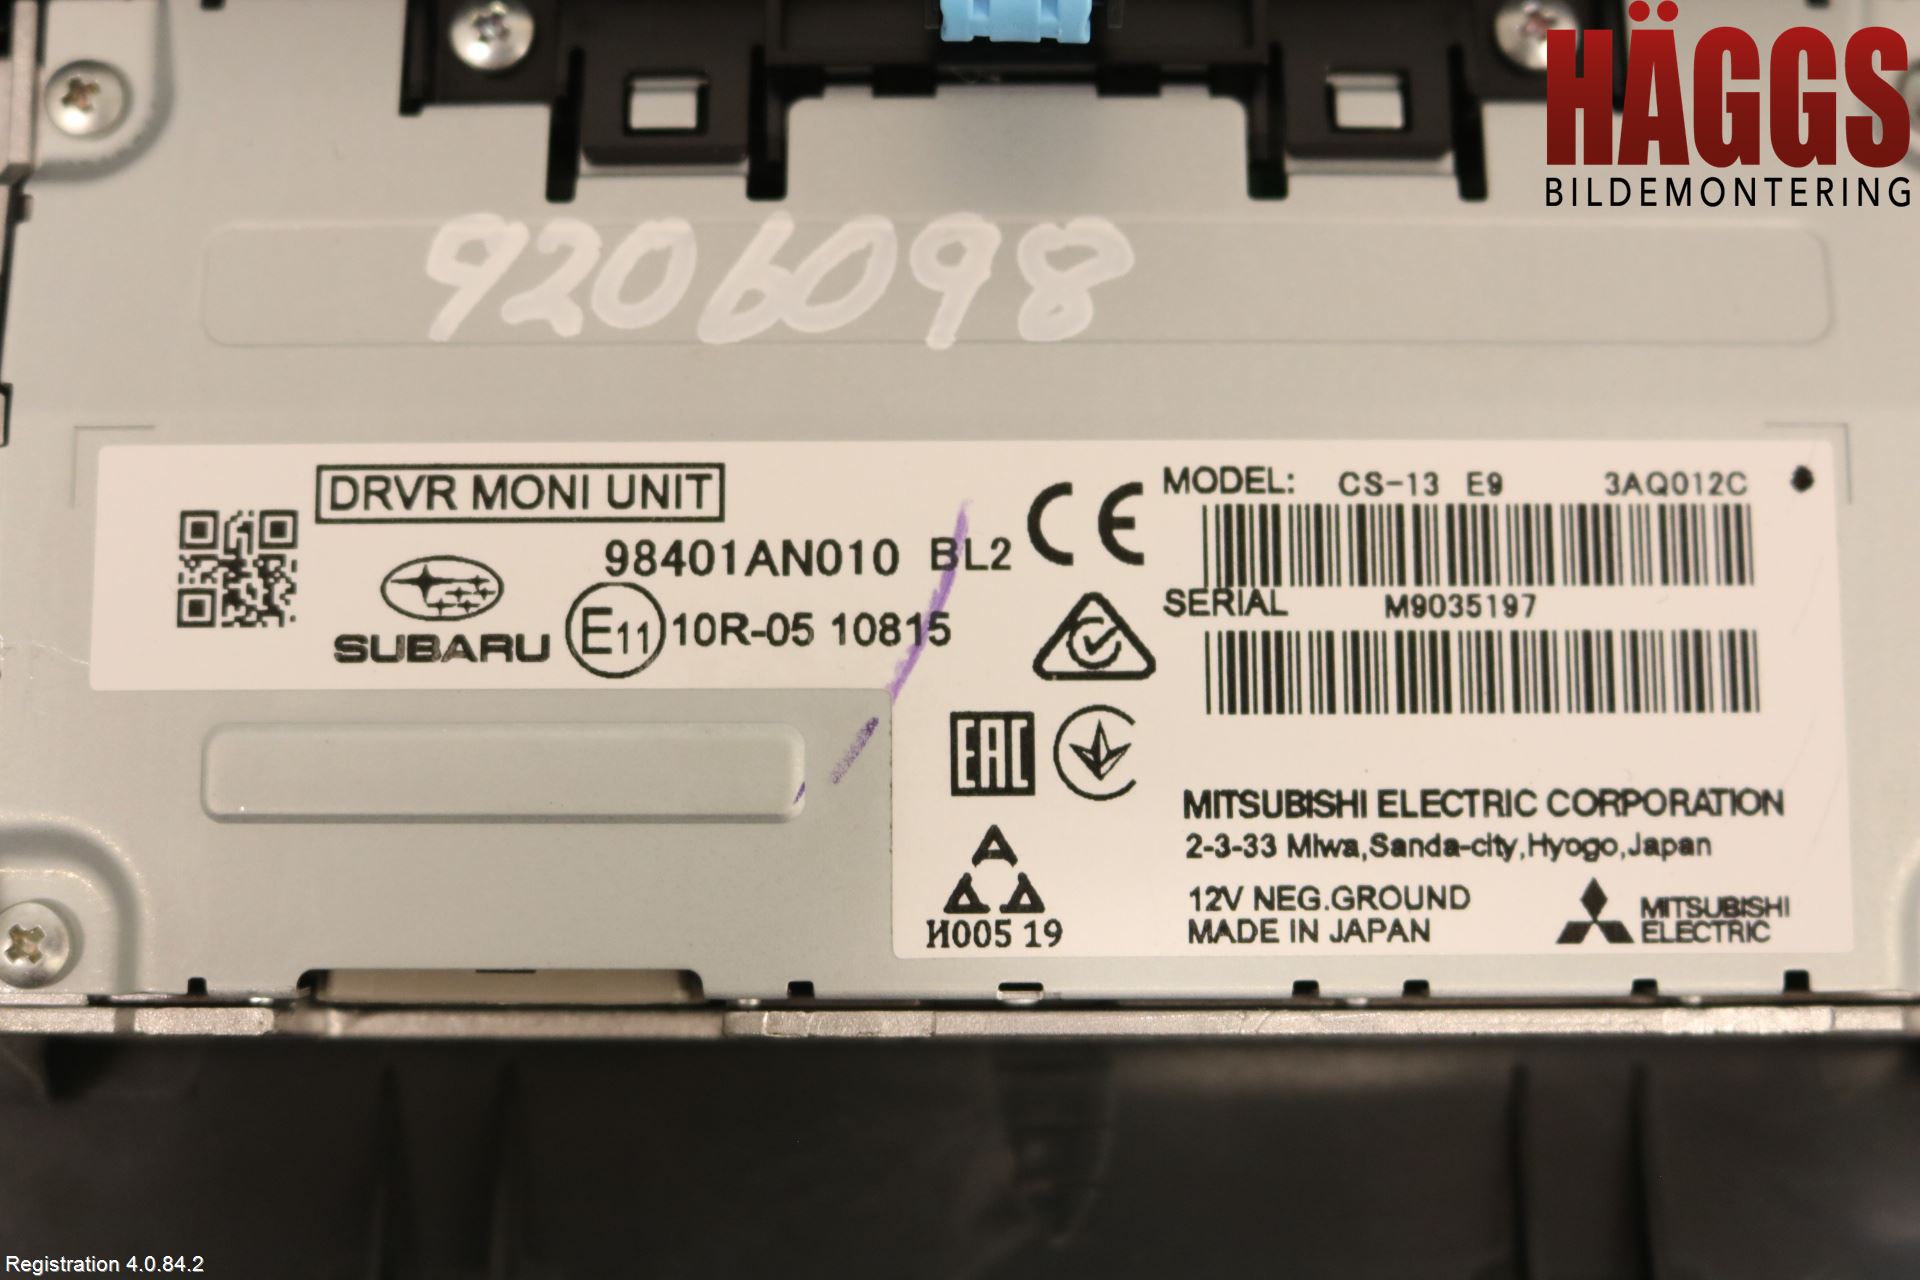 HÄGGS
BILDEMONTERING
9206098
DRVR MONI UNIT
98401AN010 BL2
SUBARU
E11 10R-05 10815
CE
MODEL: CS-13 E9 3AQ012C
SERIAL M9035197
EAC
И005 19
MITSUBISHI ELECTRIC CORPORATION
2-3-33 Miwa,Sanda-city,Hyogo,Japan
12V NEG.GROUND
MADE IN JAPAN
MITSUBISHI
ELECTRIC
Registration 4.0.84.2